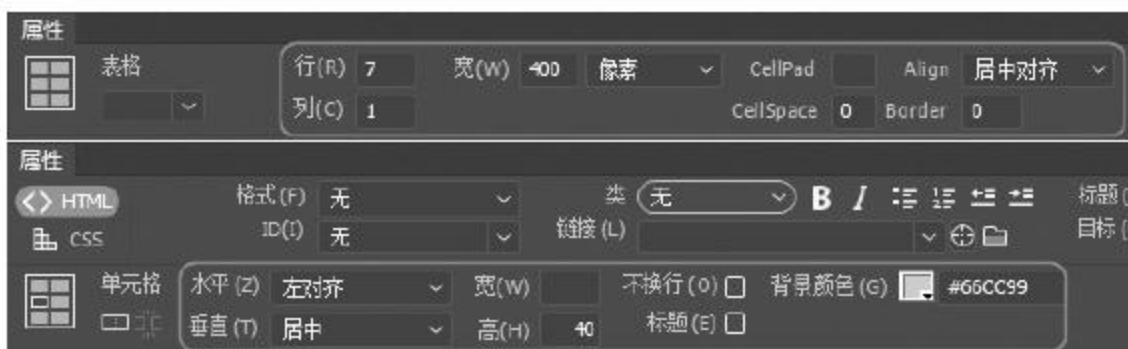 属性
表格 行(R) 7 宽(W) 400 像素 CellPad Align 居中对齐
列(C) 1 CellSpace 0 Border 0
属性
<> HTML 格式(F) 无 类 无 B I 标题(
CSS ID(I) 无 链接(L) 目标(
单元格 水平(Z) 左对齐 宽(W) 不换行(O) 背景颜色(G) #66CC99
垂直(T) 居中 高(H) 40 标题(E)